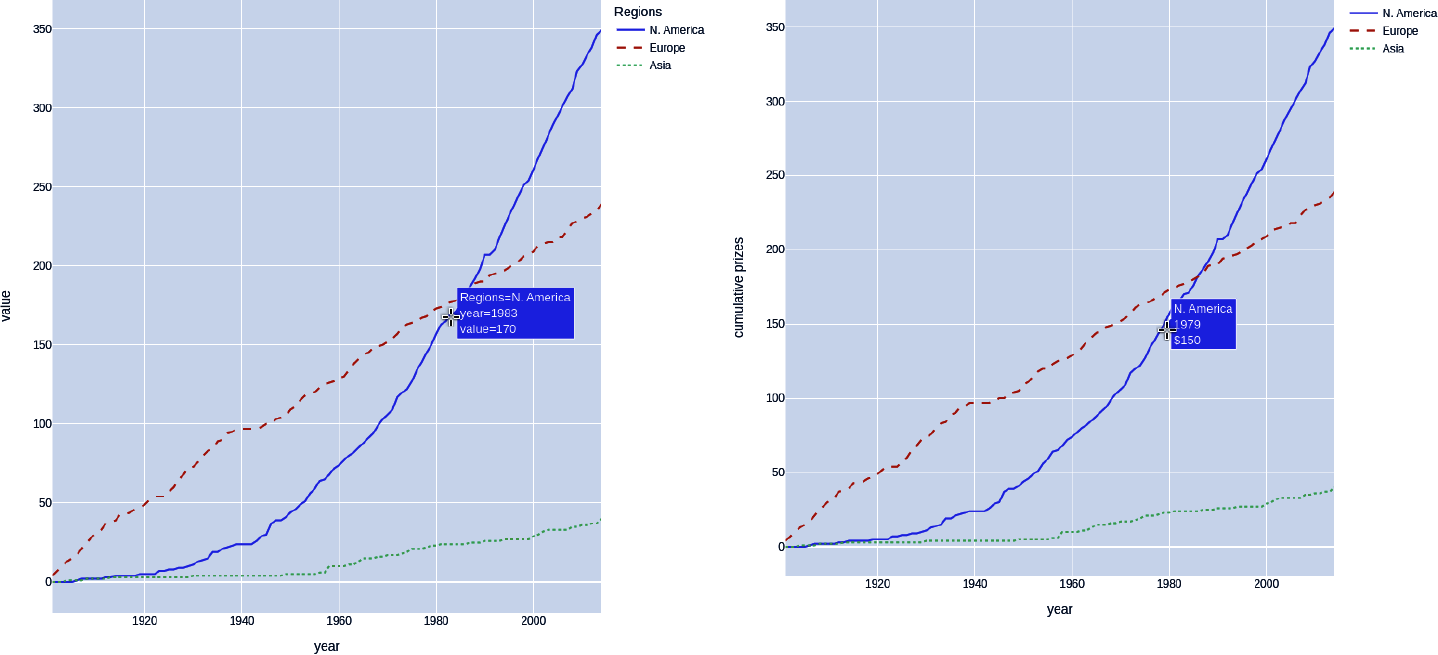 Regions
N. America
Europe
Asia
350
300
250
200
150
100
50
0
value
1920
1940
1960
1980
2000
year
Regions=N. America
year=1983
value=170
N. America
Europe
Asia
350
300
250
200
150
100
50
0
cumulative prizes
1920
1940
1960
1980
2000
year
N. America
1979
$150